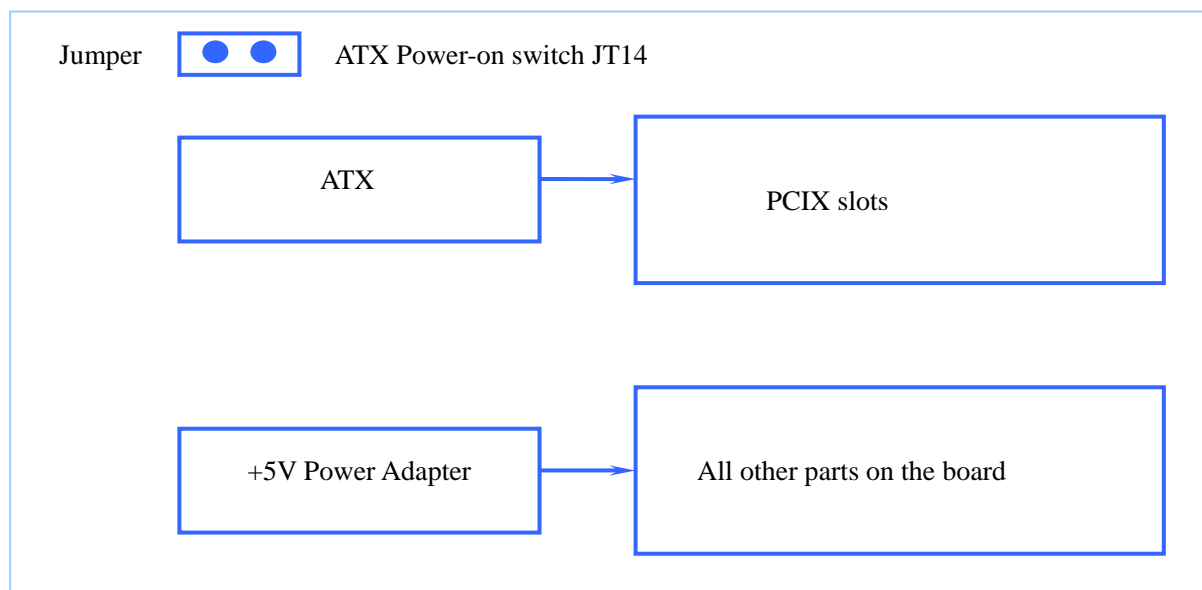 Jumper ATX Power-on switch JT14
ATX
PCIX slots
+5V Power Adapter
All other parts on the board